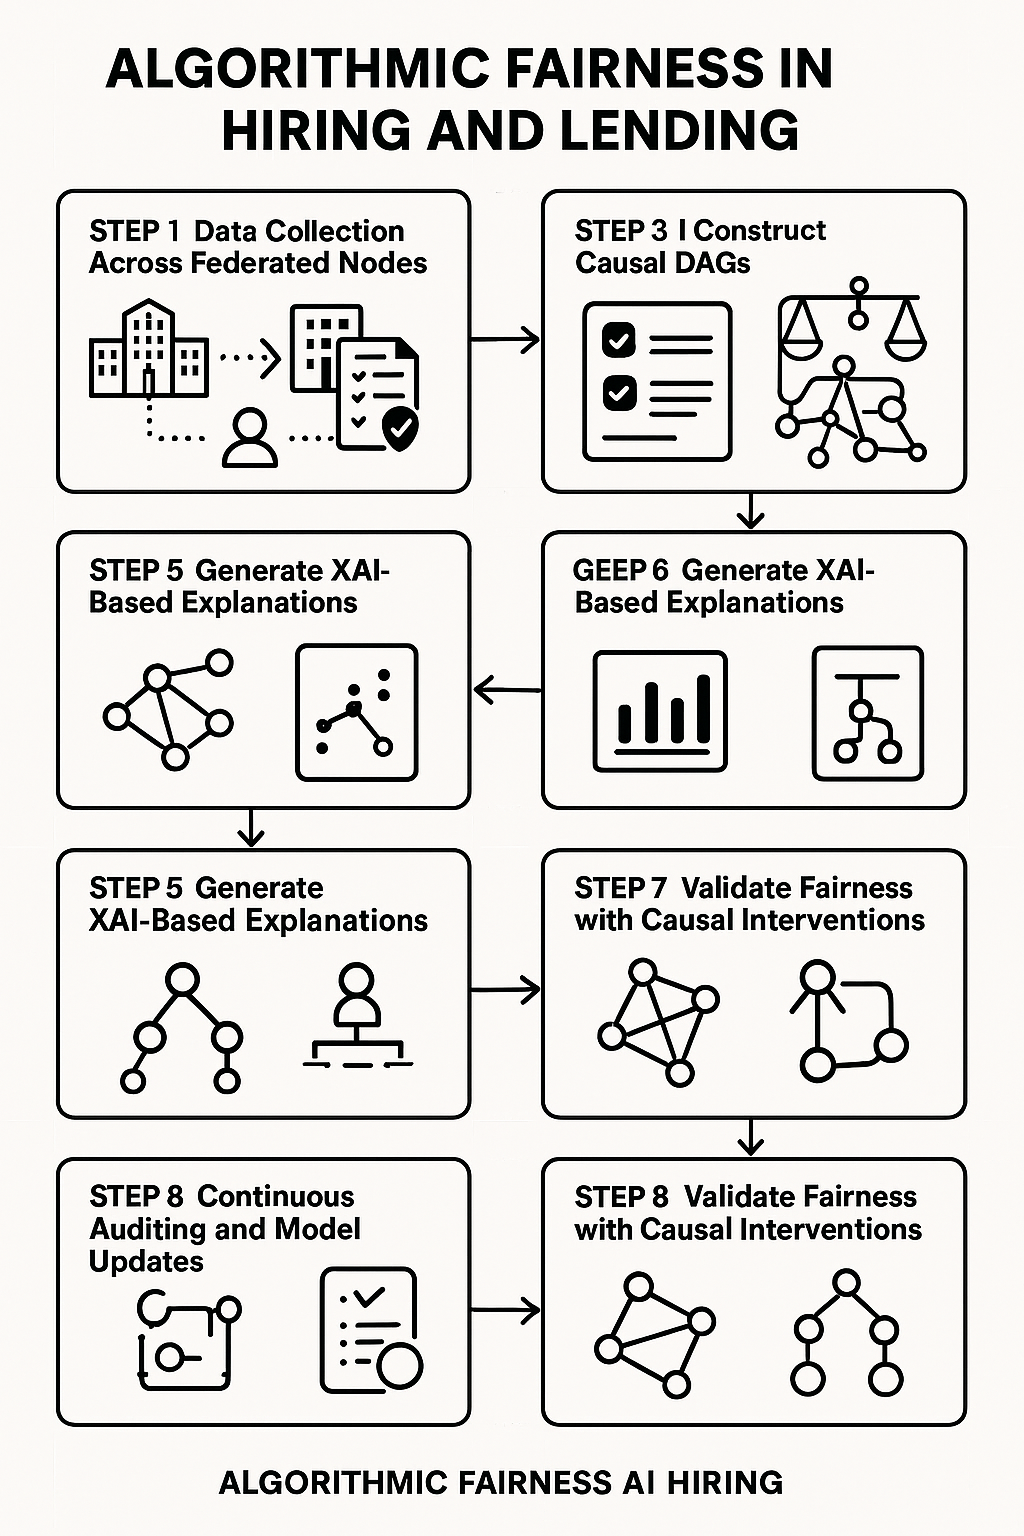 ALGORITHMIC FAIRNESS IN
HIRING AND LENDING
STEP 1 Data Collection
Across Federated Nodes
STEP 3 I Construct
Causal DAGs
STEP 5 Generate XAI-
Based Explanations
GEEP 6 Generate XAI-
Based Explanations
STEP 5 Generate
XAI-Based Explanations
STEP 7 Validate Fairness
with Causal Interventions
STEP 8 Continuous
Auditing and Model
Updates
STEP 8 Validate Fairness
with Causal Interventions
ALGORITHMIC FAIRNESS AI HIRING